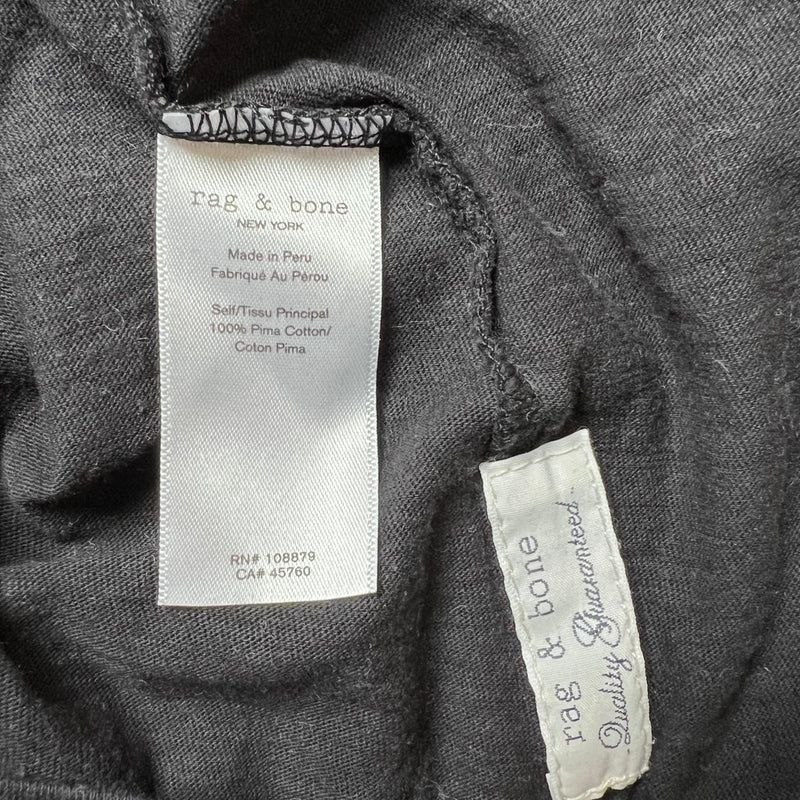 rag & bone
NEW YORK
Made in Peru
Fabriqué Au Pérou
Self/Tissu Principal
100% Pima Cotton/
Coton Pima
RN# 108879
CA# 45760
rag & bone
Quality Guaranteed